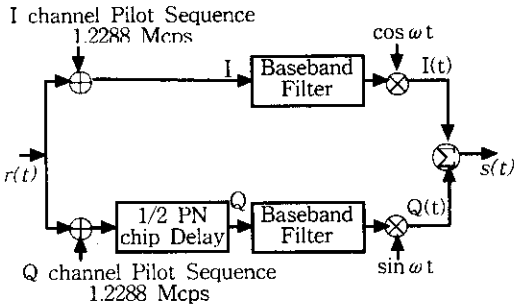 I channel Pilot Sequence
1.2288 Mcps
cos ω t
I
Baseband
Filter
I(t)
r(t)
Σ
s(t)
1/2 PN
chip Delay
Q
Baseband
Filter
Q(t)
Q channel Pilot Sequence
1.2288 Mcps
sin ω t